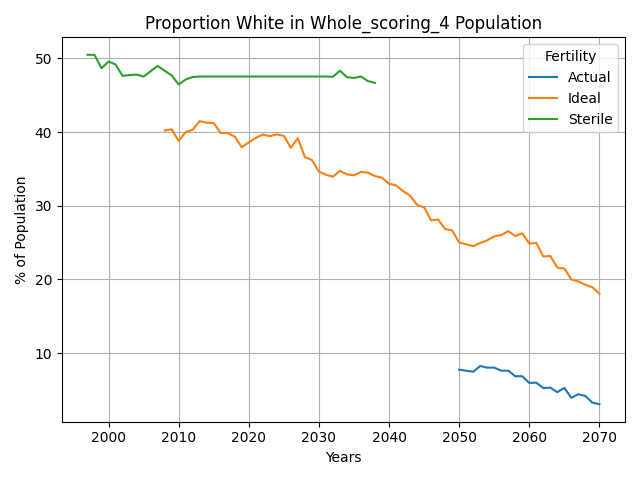 Proportion White in Whole_scoring_4 Population
Fertility
Actual
Ideal
Sterile
% of Population
50
40
30
20
10
2000 2010 2020 2030 2040 2050 2060 2070
Years